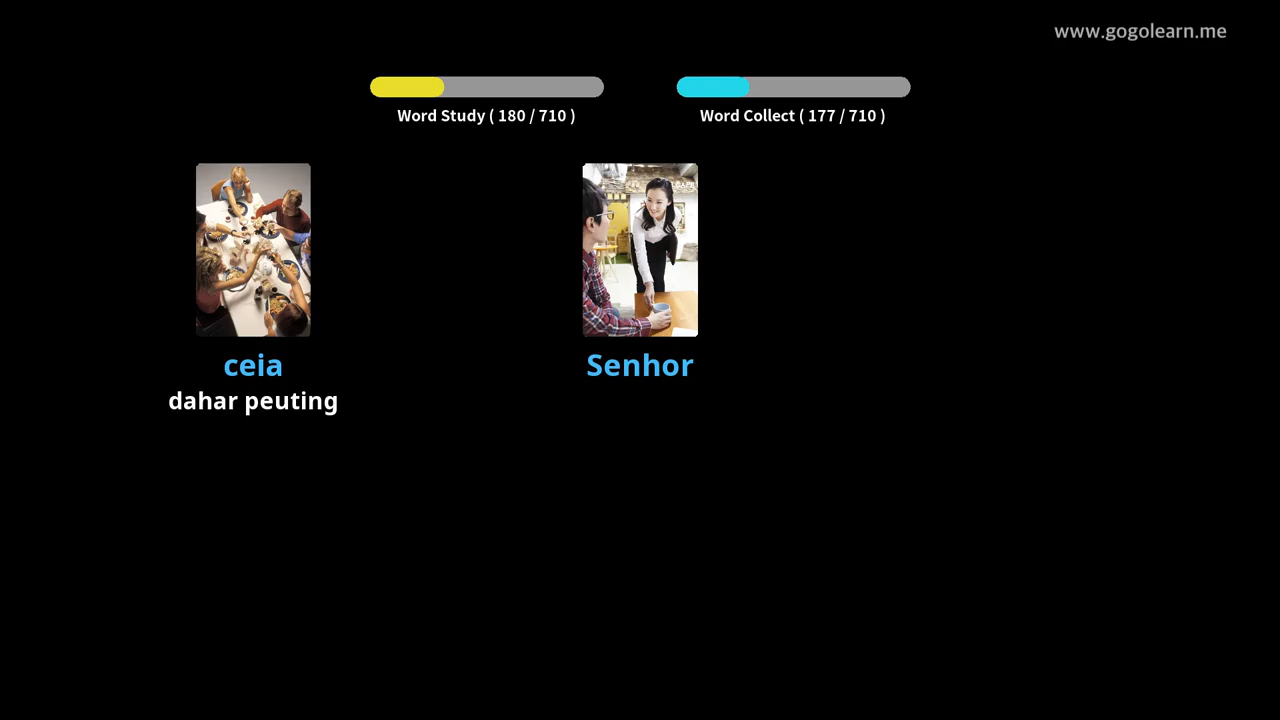 www.gogolearn.me
Word Study ( 180 / 710 )
Word Collect ( 177 / 710 )
ceia
dahar peuting
Senhor